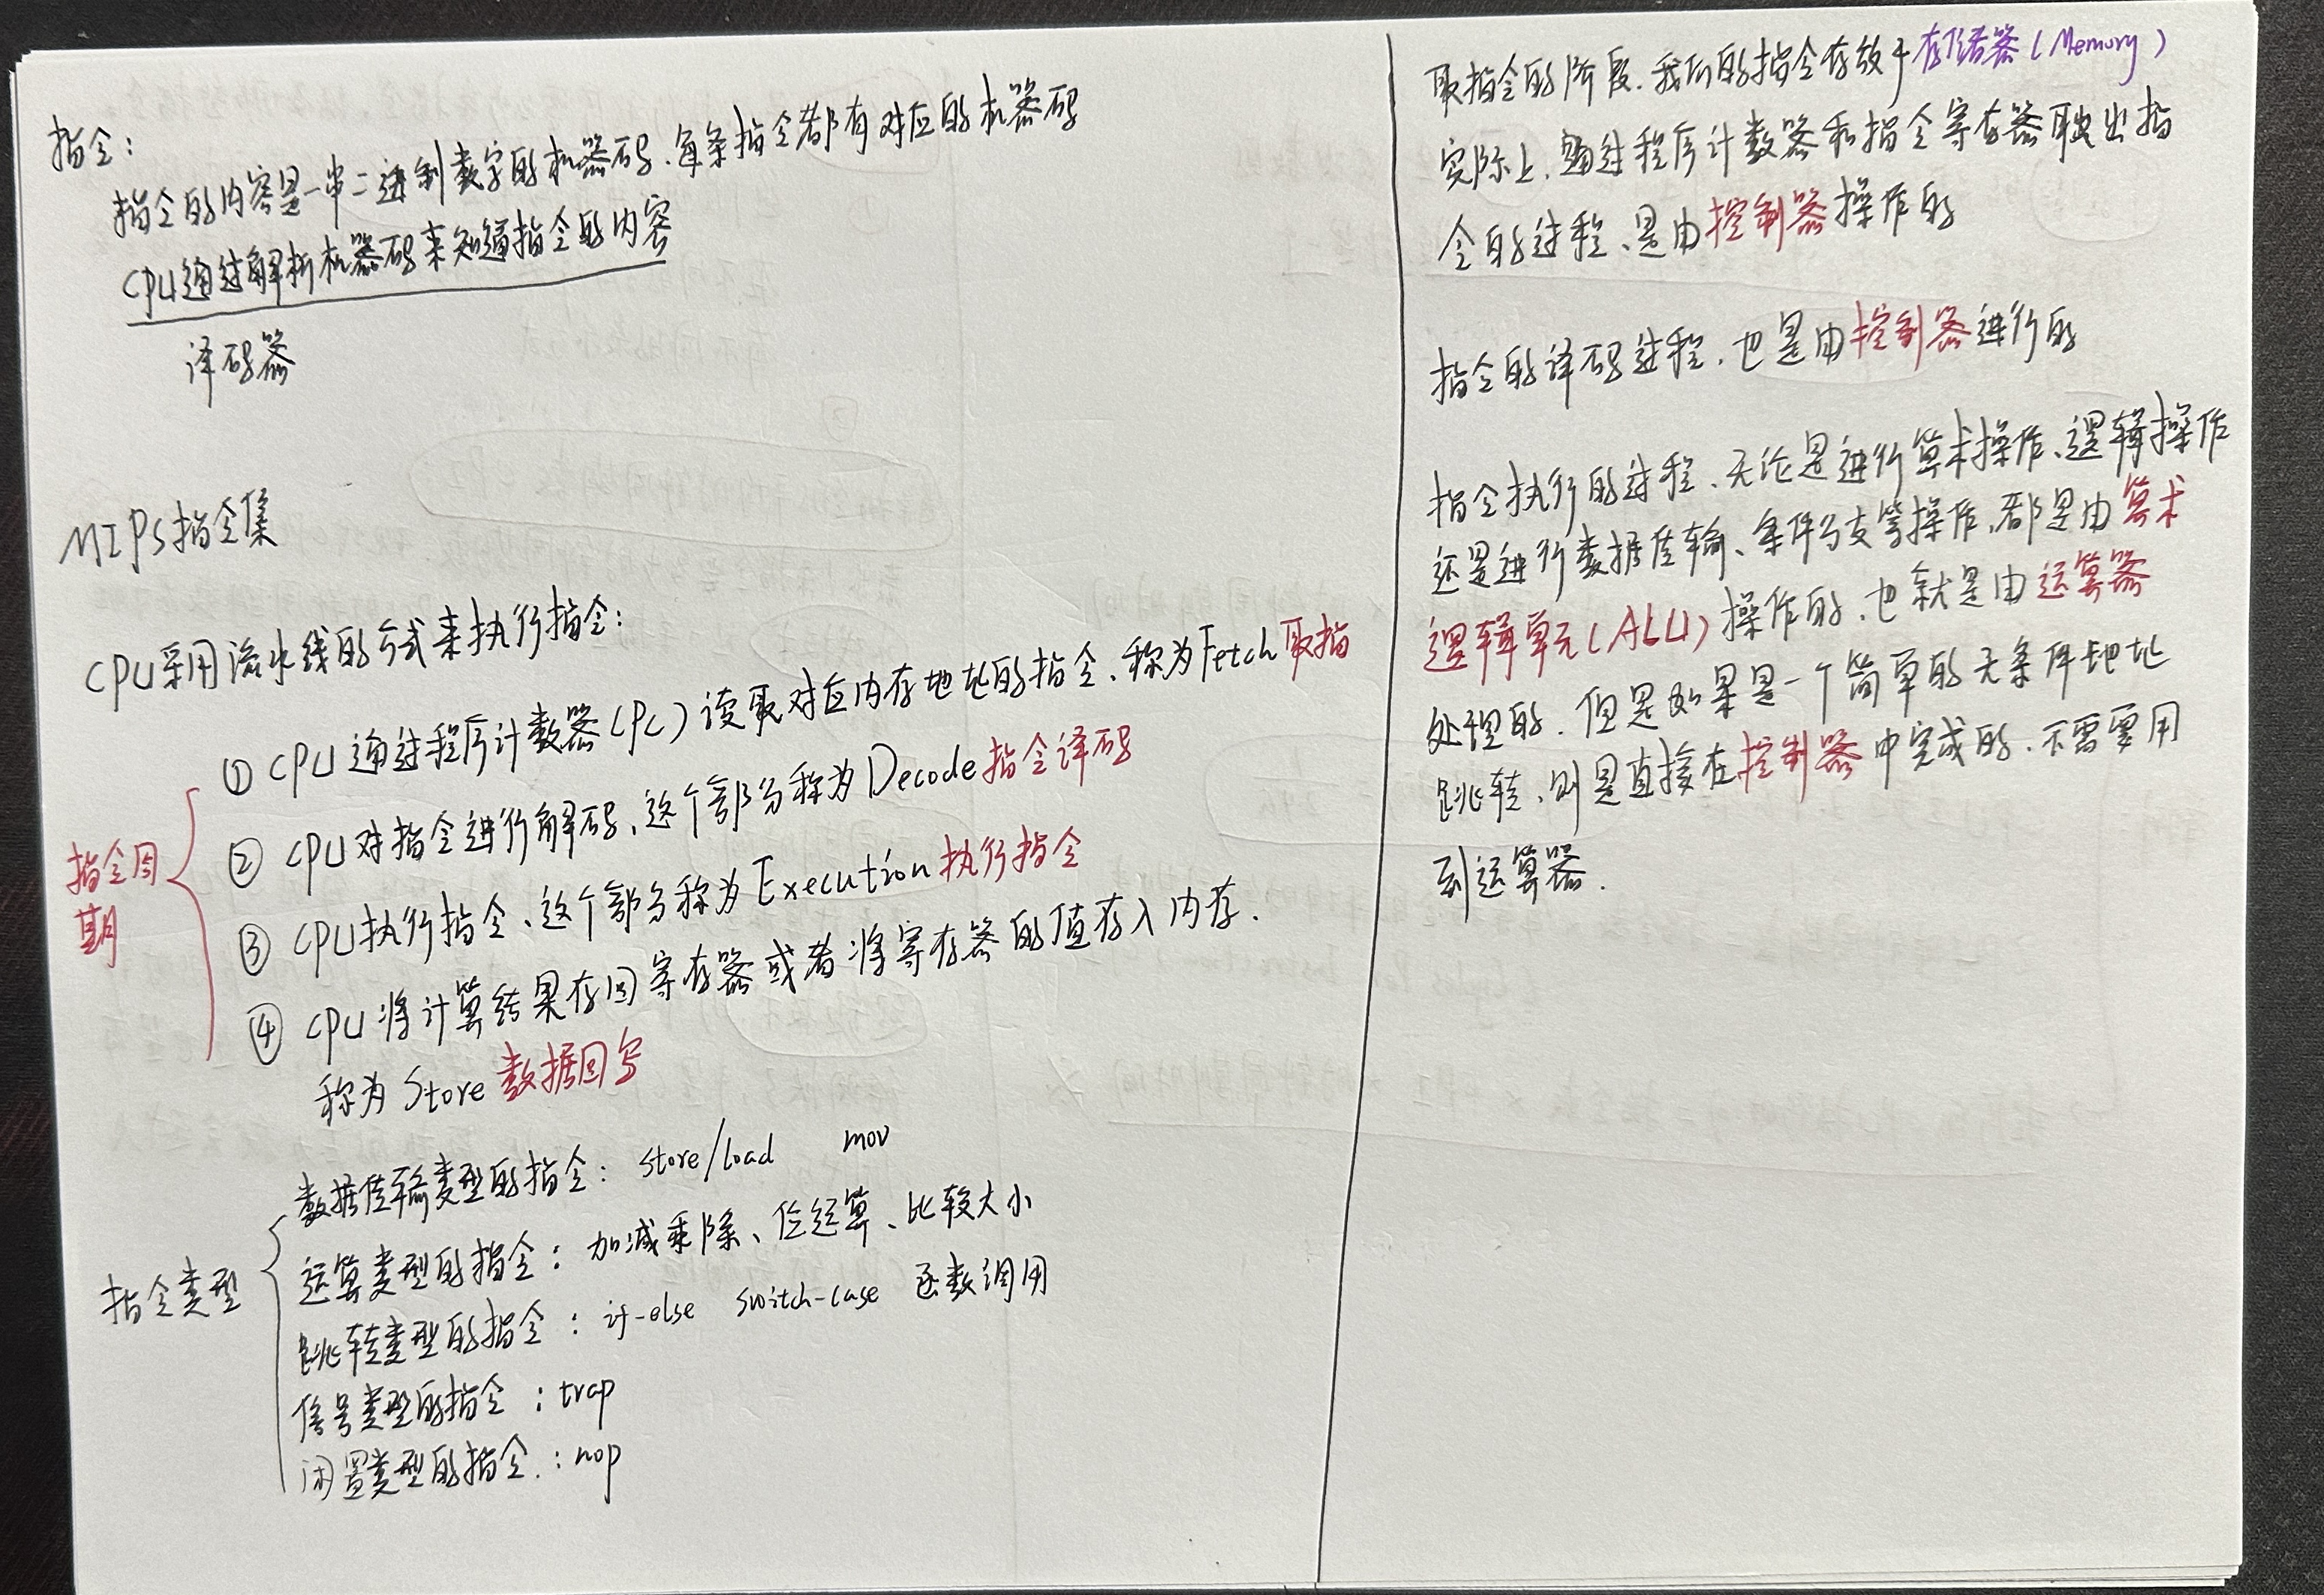 指令：
指令的内容是一串二进制数字的机器码、每条指令都有对应的机器码
CPU通过解析机器码来知道指令的内容
译码器
MIPS指令集
CPU采用流水线的方式来执行指令：
① CPU通过程序计数器(PC)读取对应内存地址的指令、称为Fetch 取指
② CPU对指令进行解码、这个部分称为Decode 指令译码
③ CPU执行指令、这个部分称为Execution 执行指令
④ CPU将计算结果存回寄存器或者将寄存器的值存入内存.
称为Store 数据回写
指令周
期
数据传输类型的指令：store/load mov
运算类型的指令：加减乘除、位运算、比较大小
跳转类型的指令：if-else switch-case 函数调用
信号类型的指令：trap
闲置类型的指令.：nop
指令类型
取指令的阶段.我们的指令存放于存储器(Memory)
实际上.通过程序计数器和指令寄存器取出指
令的过程、是由控制器操作的
指令的译码过程.也是由控制器进行的
指令执行的过程、无论是进行算术操作、逻辑操作
还是进行数据传输、条件分支等操作.都是由算术
逻辑单元(ALU)操作的.也就是由运算器
处理的.但是如果是一个简单的无条件地址
跳转、则是直接在控制器中完成的.不需要用
到运算器.